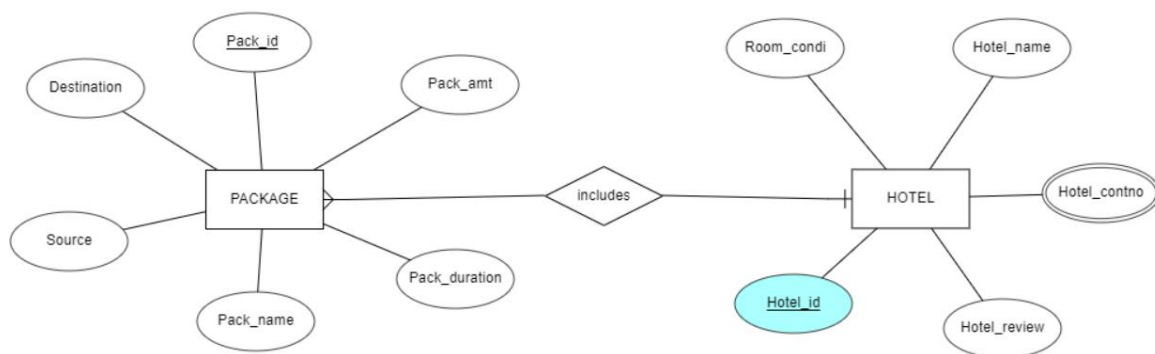 Pack_id
Room_condi
Hotel_name
Destination
Pack_amt
PACKAGE
includes
HOTEL
Hotel_contno
Source
Pack_duration
Hotel_id
Pack_name
Hotel_review